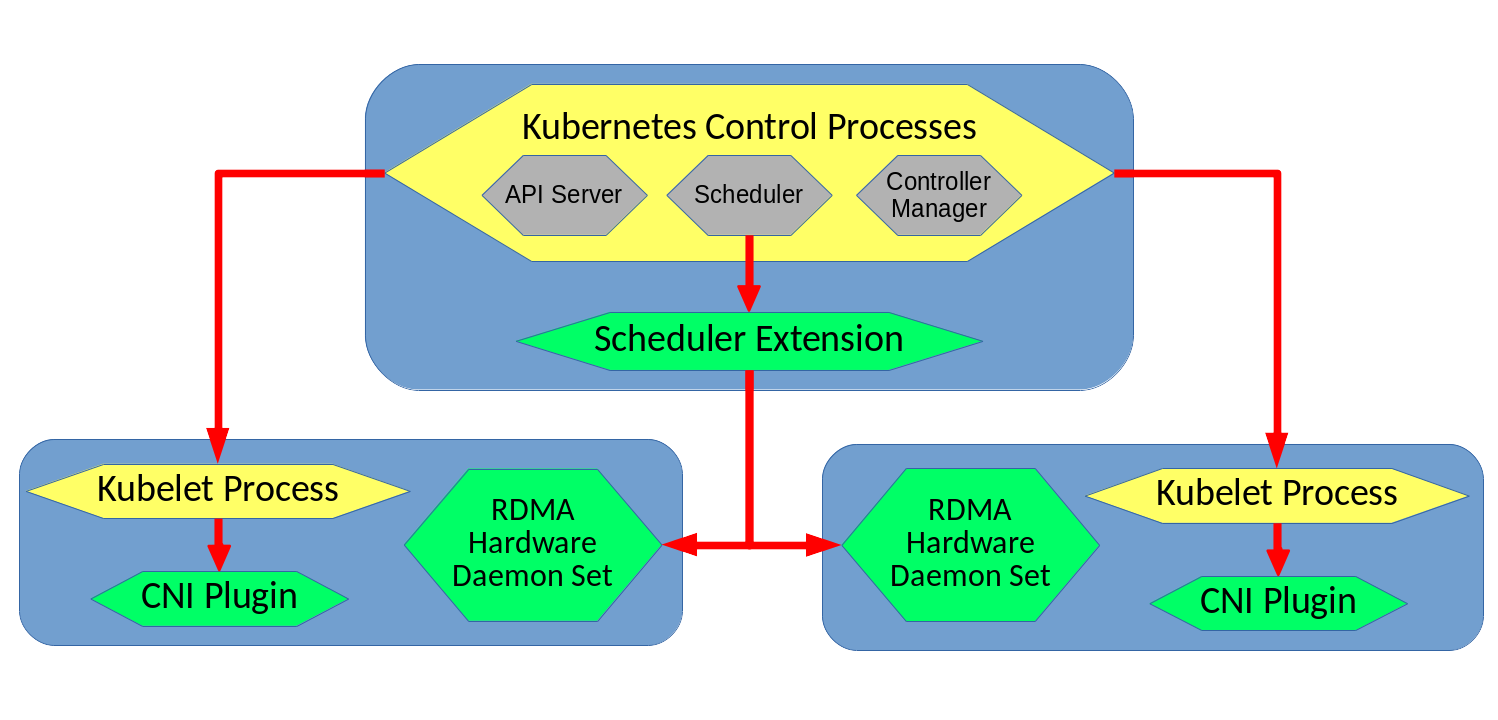 Kubernetes Control Processes
API Server
Scheduler
Controller
Manager
Scheduler Extension
Kubelet Process
CNI Plugin
RDMA
Hardware
Daemon Set
RDMA
Hardware
Daemon Set
Kubelet Process
CNI Plugin